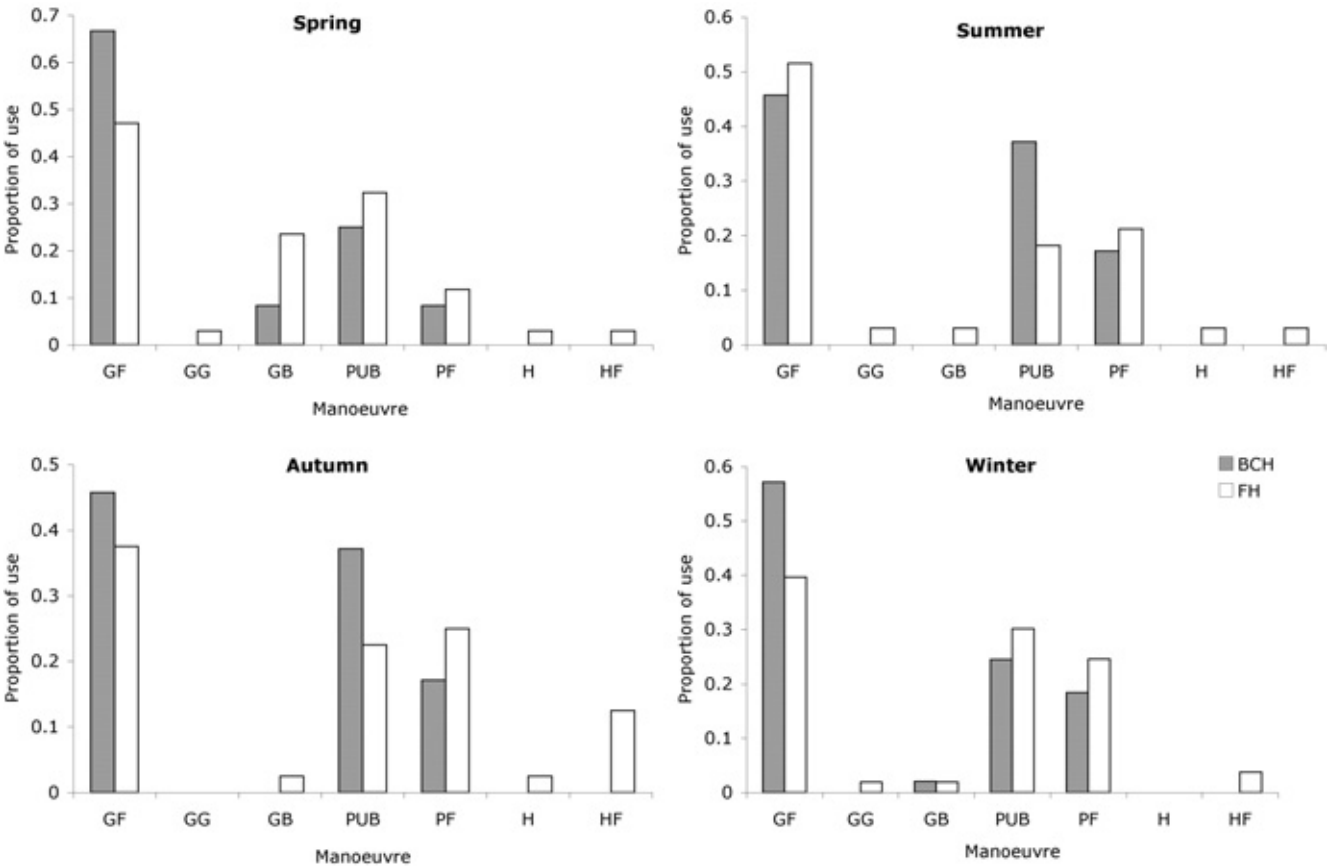 Spring
Proportion of use
0.7
0.6
0.5
0.4
0.3
0.2
0.1
0
GF GG GB PUB PF H HF
Manoeuvre
Summer
Proportion of use
0.6
0.5
0.4
0.3
0.2
0.1
0
GF GG GB PUB PF H HF
Manoeuvre
Autumn
Proportion of use
0.5
0.4
0.3
0.2
0.1
0
GF GG GB PUB PF H HF
Manoeuvre
Winter
BCH
FH
Proportion of use
0.6
0.5
0.4
0.3
0.2
0.1
0
GF GG GB PUB PF H HF
Manoeuvre